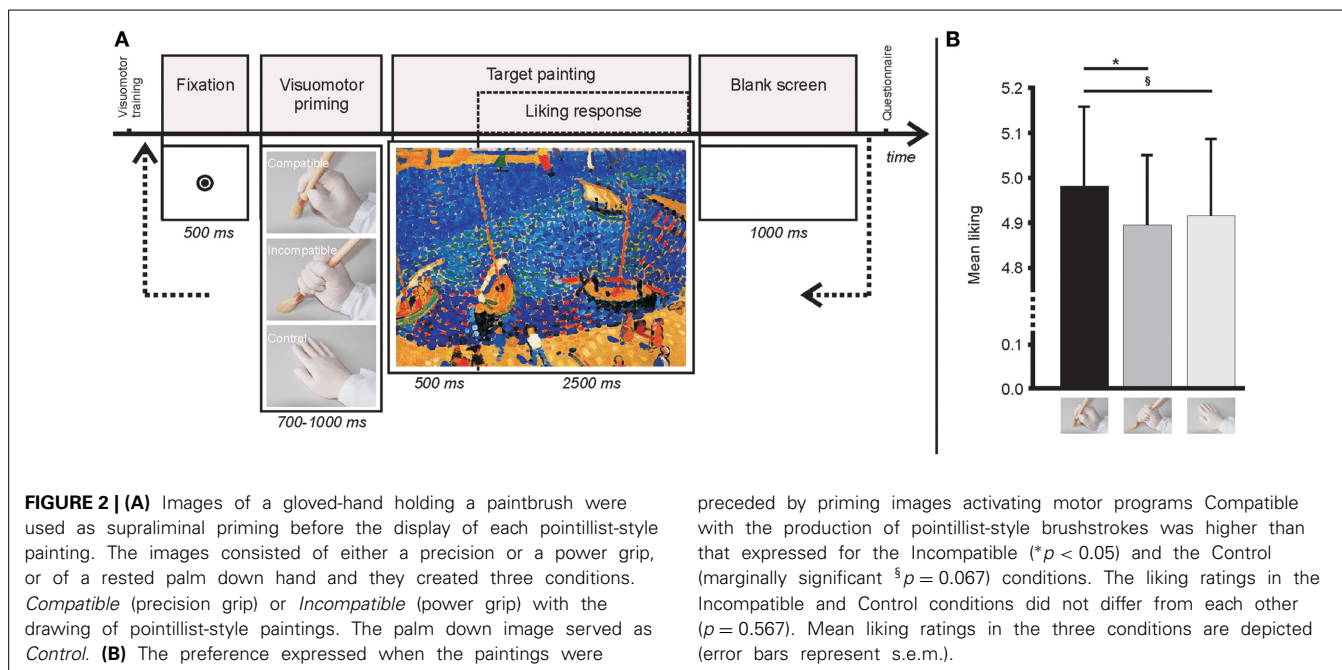 A
Visuomotor
training
Fixation
Visuomotor
priming
Target painting
Liking response
Blank screen
Questionnaire
time
Compatible
Incompatible
Control
500 ms
700-1000 ms
500 ms
2500 ms
1000 ms
B
*
§
Mean liking
5.2
5.1
5.0
4.9
4.8
0.1
0.0
FIGURE 2 | (A) Images of a gloved-hand holding a paintbrush were
used as supraliminal priming before the display of each pointillist-style
painting. The images consisted of either a precision or a power grip,
or of a rested palm down hand and they created three conditions.
Compatible (precision grip) or Incompatible (power grip) with the
drawing of pointillist-style paintings. The palm down image served as
Control. (B) The preference expressed when the paintings were
preceded by priming images activating motor programs Compatible
with the production of pointillist-style brushstrokes was higher than
that expressed for the Incompatible (*p < 0.05) and the Control
(marginally significant §p = 0.067) conditions. The liking ratings in the
Incompatible and Control conditions did not differ from each other
(p = 0.567). Mean liking ratings in the three conditions are depicted
(error bars represent s.e.m.).